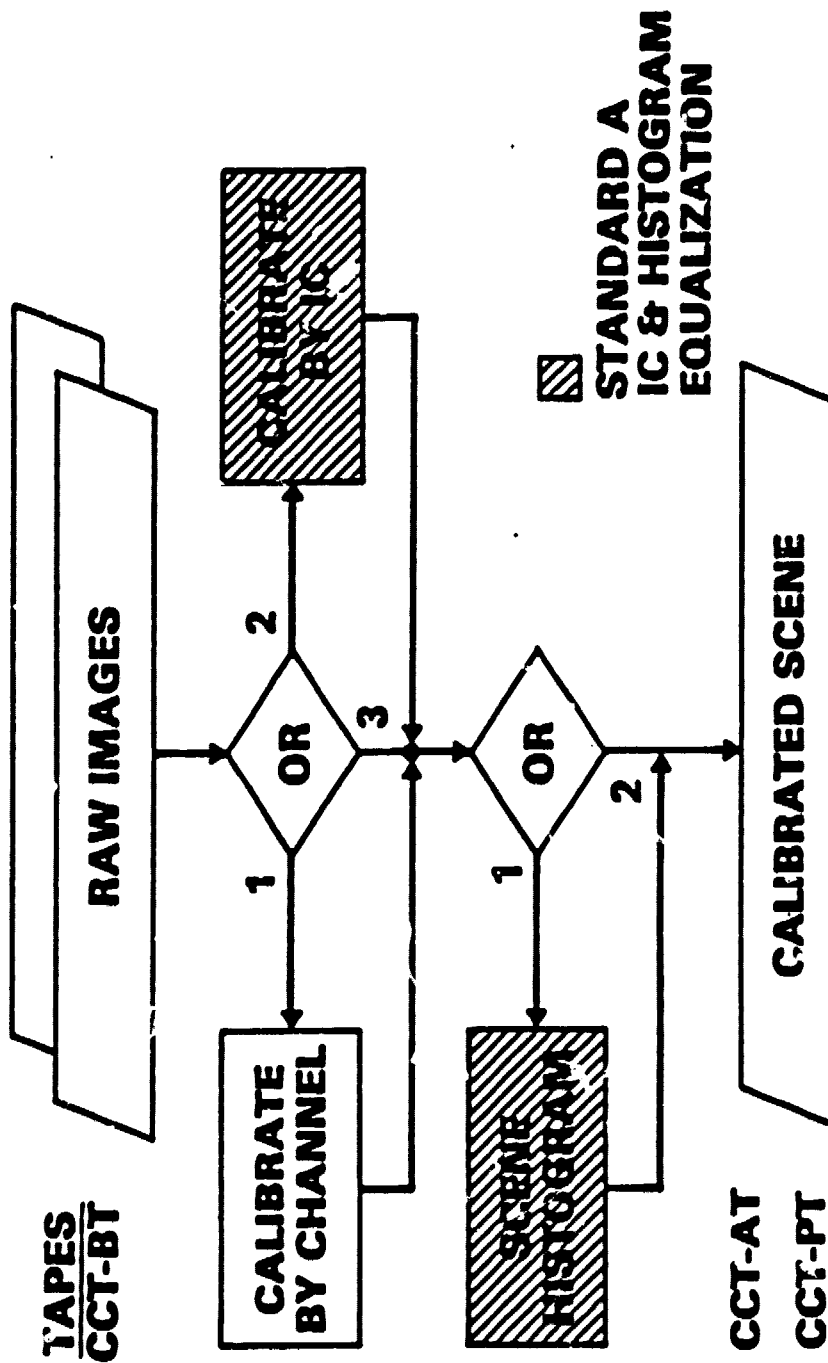 TAPES
CCT-BT
RAW IMAGES
OR
1
2
3
CALIBRATE
BY CHANNEL
CALIBRATE
BY IC
OR
1
2
SCENE
HISTOGRAM
STANDARD A
IC & HISTOGRAM
EQUALIZATION
CCT-AT
CCT-PT
CALIBRATED SCENE